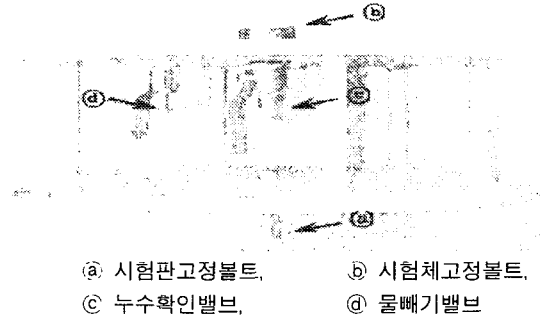 ⓑ
ⓓ
ⓐ
ⓐ 시험판고정볼트, ⓑ 시험체고정볼트,
ⓒ 누수확인밸브, ⓓ 물빼기밸브